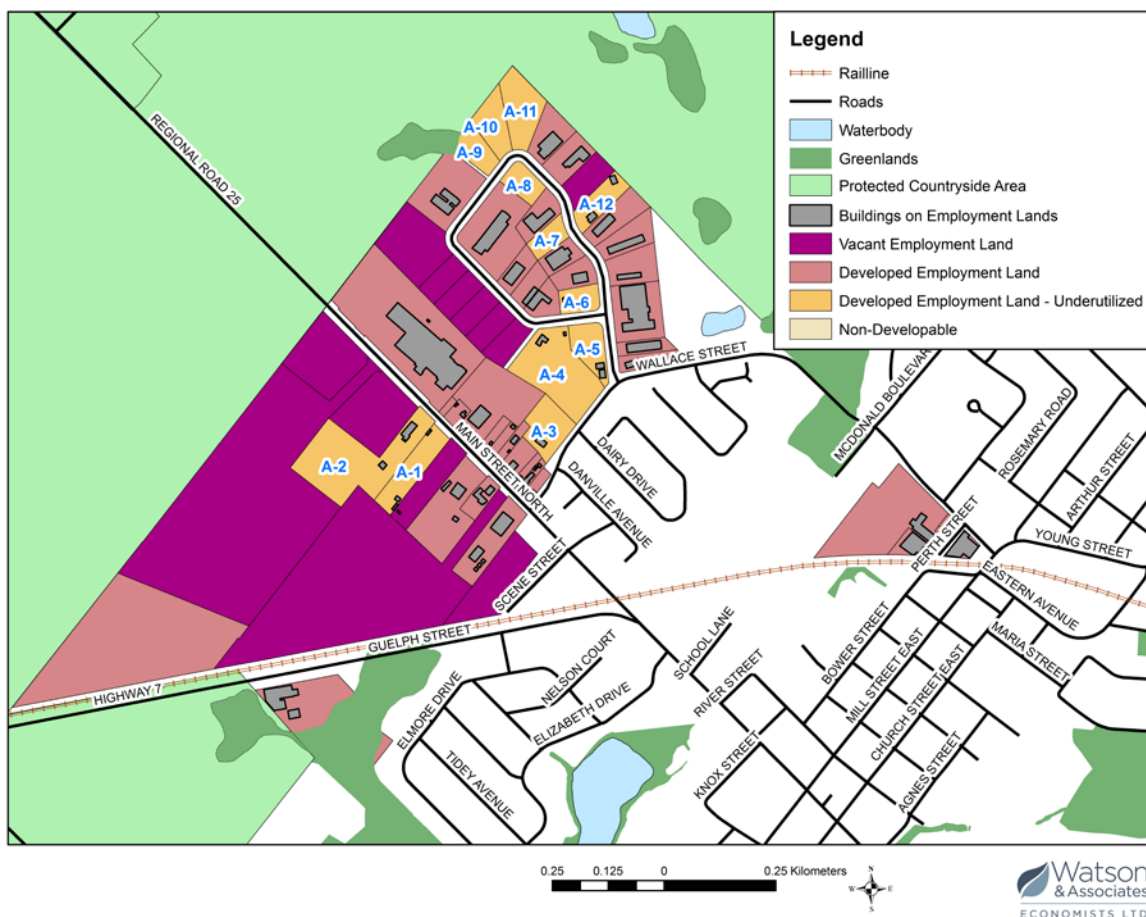 Legend
Railline
Roads
Waterbody
Greenlands
Protected Countryside Area
Buildings on Employment Lands
Vacant Employment Land
Developed Employment Land
Developed Employment Land - Underutilized
Non-Developable
REGIONAL ROAD 25
A-11
A-10
A-9
A-8
A-12
A-7
A-6
A-5
A-4
A-3
A-2
A-1
WALLACE STREET
MCDONALD BOULEVAR
ROSEMARY ROAD
ARTHUR STREET
MAIN STREET NORTH
DAIRY DRIVE
DANVILLE AVENUE
PERTH STREET
YOUNG STREET
EASTERN AVENUE
SCENE STREET
GUELPH STREET
MARIA STREET
HIGHWAY 7
SCHOOL LANE
BOWER STREET
NELSON COURT
MILL STREET EAST
ELMORE DRIVE
ELIZABETH DRIVE
RIVER STREET
CHURCH STREET EAST
TIDEY AVENUE
KNOX STREET
AGNES STREET
0.25 0.125 0 0.25 Kilometers
N
W E
S
Watson
& Associates
ECONOMISTS LTD